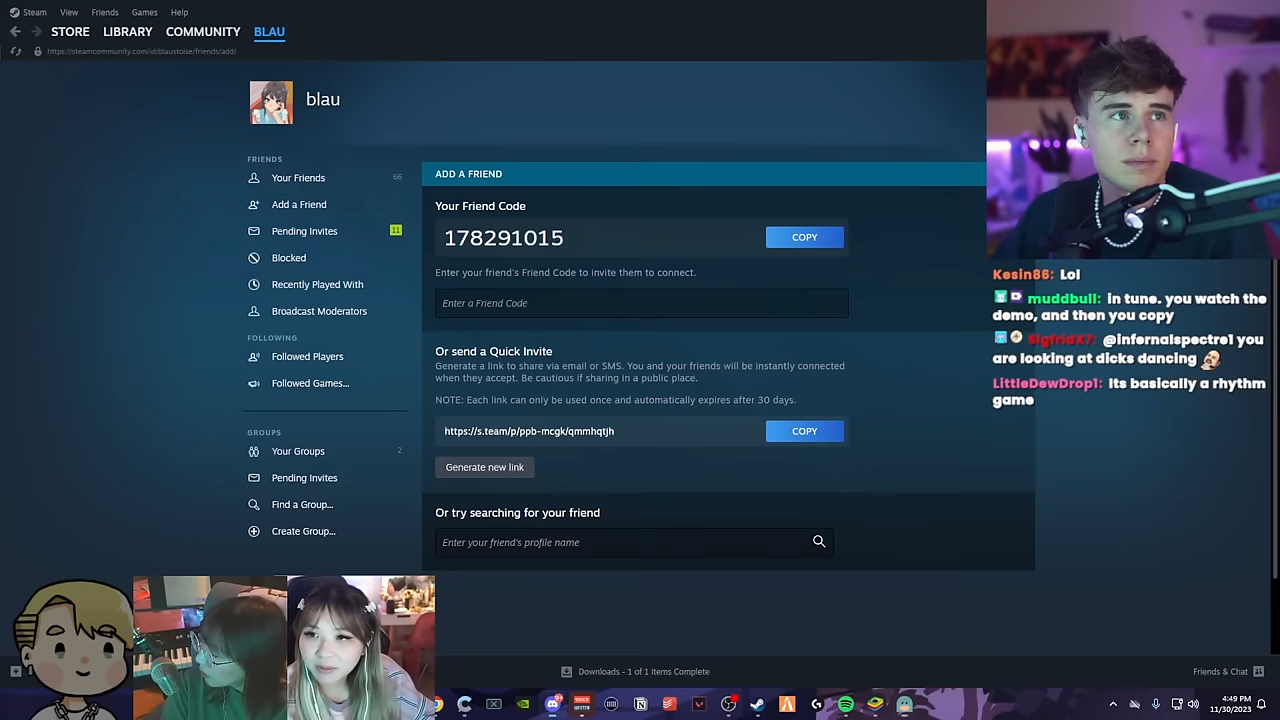 Steam View Friends Games Help
STORE LIBRARY COMMUNITY BLAU
https://steamcommunity.com/id/blaustoise/friends/add/
blau
FRIENDS
Your Friends 66
Add a Friend
Pending Invites 11
Blocked
Recently Played With
Broadcast Moderators
FOLLOWING
Followed Players
Followed Games...
GROUPS
Your Groups 2
Pending Invites
Find a Group...
Create Group...
ADD A FRIEND
Your Friend Code
178291015 COPY
Enter your friend's Friend Code to invite them to connect.
Enter a Friend Code
Or send a Quick Invite
Generate a link to share via email or SMS. You and your friends will be instantly connected
when they accept. Be cautious if sharing in a public place.
NOTE: Each link can only be used once and automatically expires after 30 days.
https://s.team/p/ppb-mcgk/qmmhqtjh COPY
Generate new link
Or try searching for your friend
Enter your friend's profile name
Kesin86: Lol
muddbull: in tune. you watch the
demo, and then you copy
SigfridX7: @infernalspectre1 you
are looking at dicks dancing
LittleDewDrop1: Its basically a rhythm
game
Downloads - 1 of 1 Items Complete
Friends & Chat
4:49 PM
11/30/2023